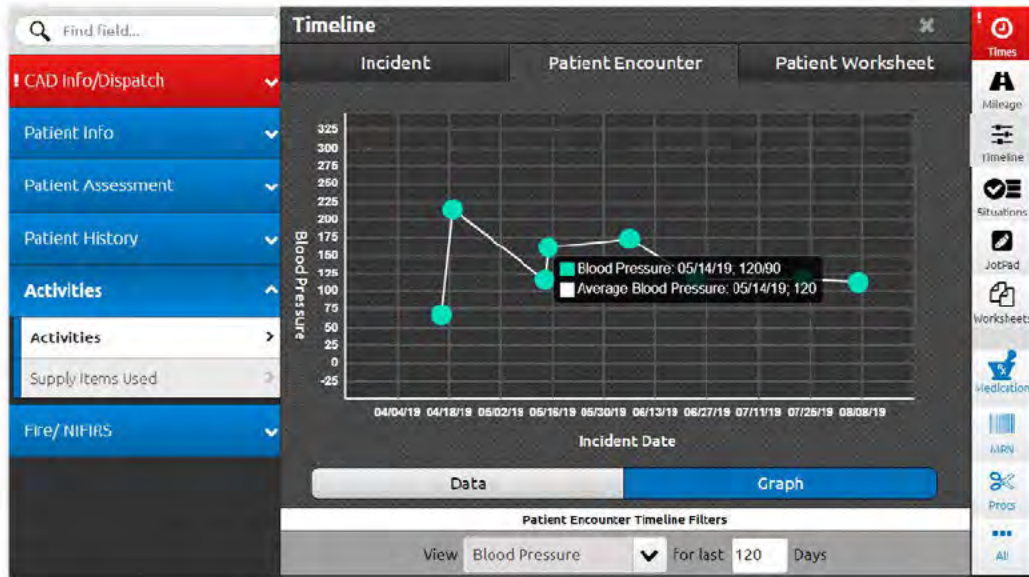 Find field...
! CAD Info/Dispatch
Patient Info
Patient Assessment
Patient History
Activities
Activities
Supply Items Used
Fire/ NIFIRS
Timeline
Incident
Patient Encounter
Patient Worksheet
325
300
275
250
225
200
175
150
125
100
75
50
25
0
-25
Blood Pressure
Blood Pressure: 05/14/19; 120/90
Average Blood Pressure: 05/14/19; 120
04/04/19 04/18/19 05/02/19 05/16/19 05/30/19 06/13/19 06/27/19 07/11/19 07/25/19 08/08/19
Incident Date
Data
Graph
Patient Encounter Timeline Filters
View Blood Pressure for last 120 Days
!
Times
Mileage
Timeline
Situations
JotPad
Worksheets
Rx
Medication
MRN
Procs
All